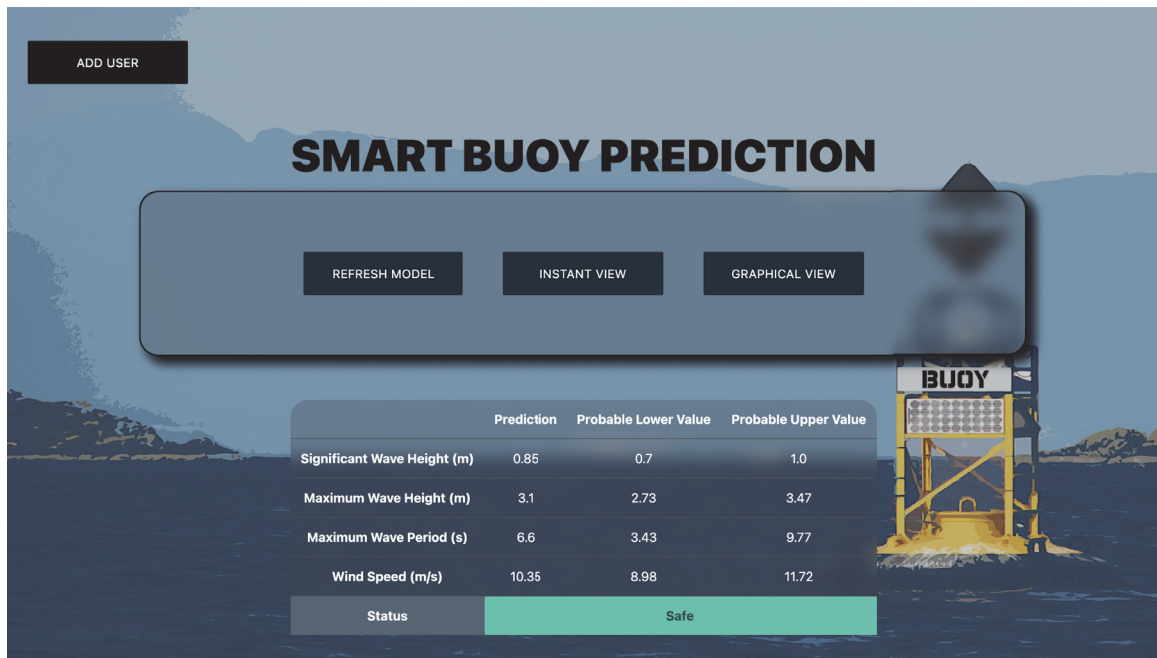 ADD USER
SMART BUOY PREDICTION
REFRESH MODEL INSTANT VIEW GRAPHICAL VIEW
BUOY
Prediction Probable Lower Value Probable Upper Value
Significant Wave Height (m) 0.85 0.7 1.0
Maximum Wave Height (m) 3.1 2.73 3.47
Maximum Wave Period (s) 6.6 3.43 9.77
Wind Speed (m/s) 10.35 8.98 11.72
Status Safe